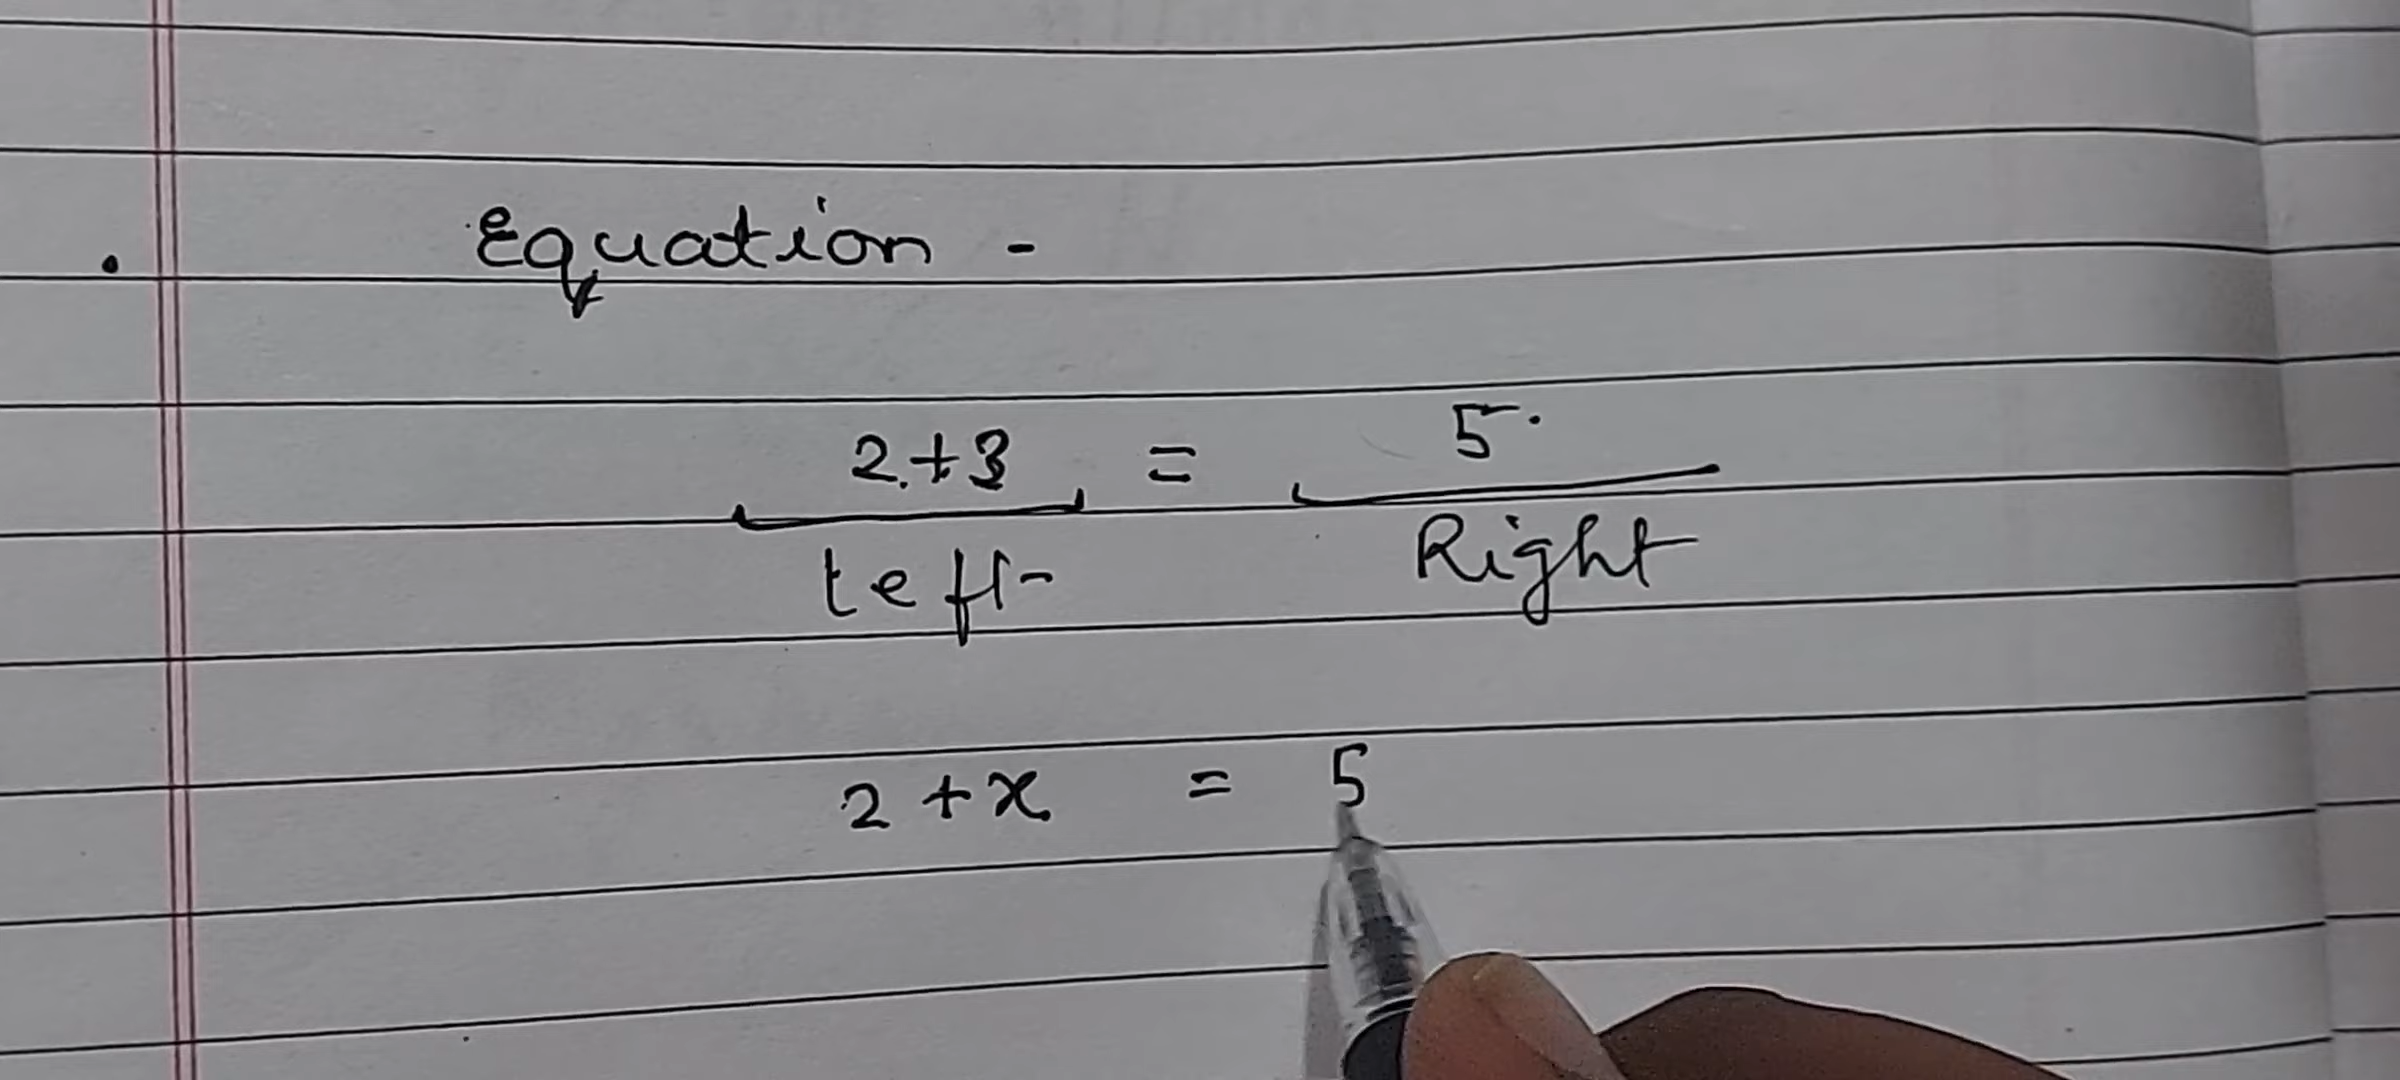 Equation -
2+3 = 5.
Left Right
2 + x = 5